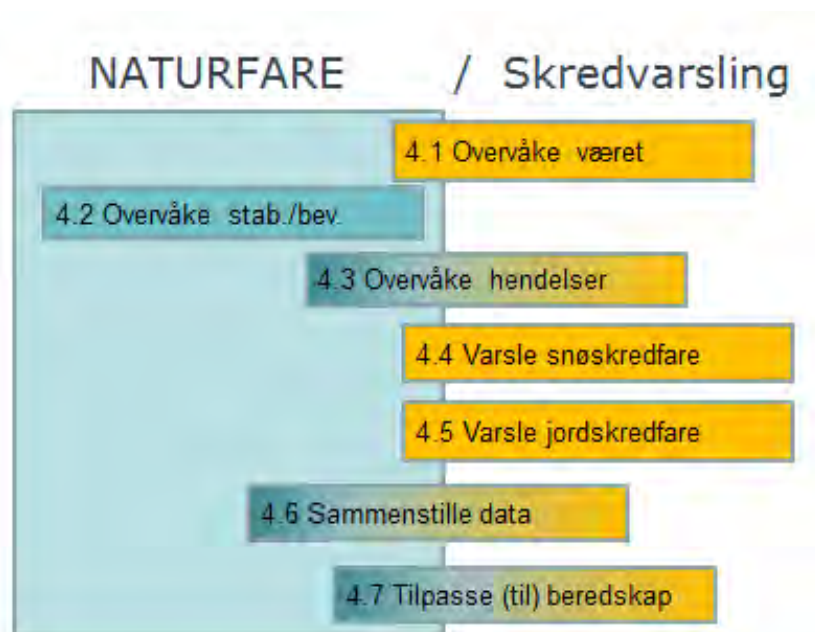 NATURFARE / Skredvarsling
4.1 Overvåke været
4.2 Overvåke stab./bev.
4.3 Overvåke hendelser
4.4 Varsle snøskredfare
4.5 Varsle jordskredfare
4.6 Sammenstille data
4.7 Tilpasse (til) beredskap